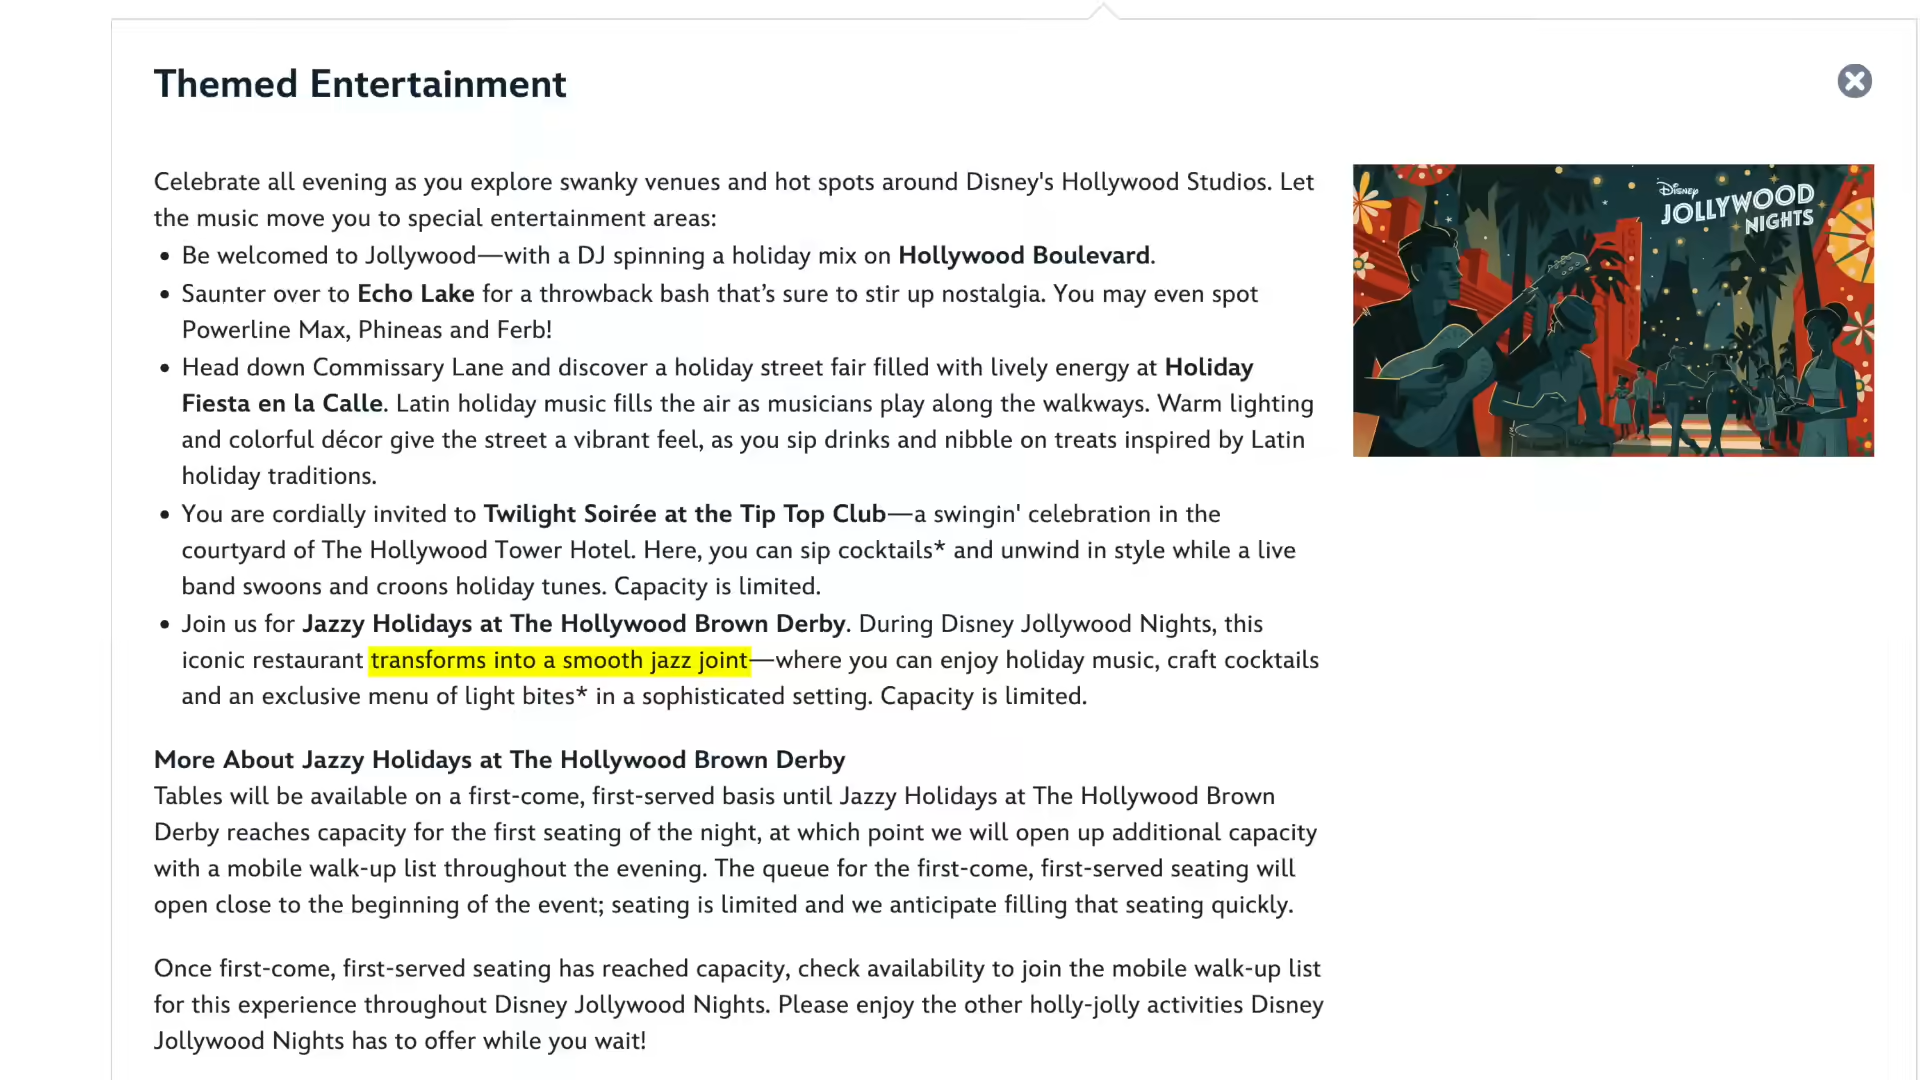 Themed Entertainment
Celebrate all evening as you explore swanky venues and hot spots around Disney's Hollywood Studios. Let
the music move you to special entertainment areas:
• Be welcomed to Jollywood—with a DJ spinning a holiday mix on Hollywood Boulevard.
• Saunter over to Echo Lake for a throwback bash that’s sure to stir up nostalgia. You may even spot
Powerline Max, Phineas and Ferb!
• Head down Commissary Lane and discover a holiday street fair filled with lively energy at Holiday
Fiesta en la Calle. Latin holiday music fills the air as musicians play along the walkways. Warm lighting
and colorful décor give the street a vibrant feel, as you sip drinks and nibble on treats inspired by Latin
holiday traditions.
• You are cordially invited to Twilight Soirée at the Tip Top Club—a swingin' celebration in the
courtyard of The Hollywood Tower Hotel. Here, you can sip cocktails* and unwind in style while a live
band swoons and croons holiday tunes. Capacity is limited.
• Join us for Jazzy Holidays at The Hollywood Brown Derby. During Disney Jollywood Nights, this
iconic restaurant transforms into a smooth jazz joint—where you can enjoy holiday music, craft cocktails
and an exclusive menu of light bites* in a sophisticated setting. Capacity is limited.
More About Jazzy Holidays at The Hollywood Brown Derby
Tables will be available on a first-come, first-served basis until Jazzy Holidays at The Hollywood Brown
Derby reaches capacity for the first seating of the night, at which point we will open up additional capacity
with a mobile walk-up list throughout the evening. The queue for the first-come, first-served seating will
open close to the beginning of the event; seating is limited and we anticipate filling that seating quickly.
Once first-come, first-served seating has reached capacity, check availability to join the mobile walk-up list
for this experience throughout Disney Jollywood Nights. Please enjoy the other holly-jolly activities Disney
Jollywood Nights has to offer while you wait!
Disney
JOLLYWOOD
NIGHTS